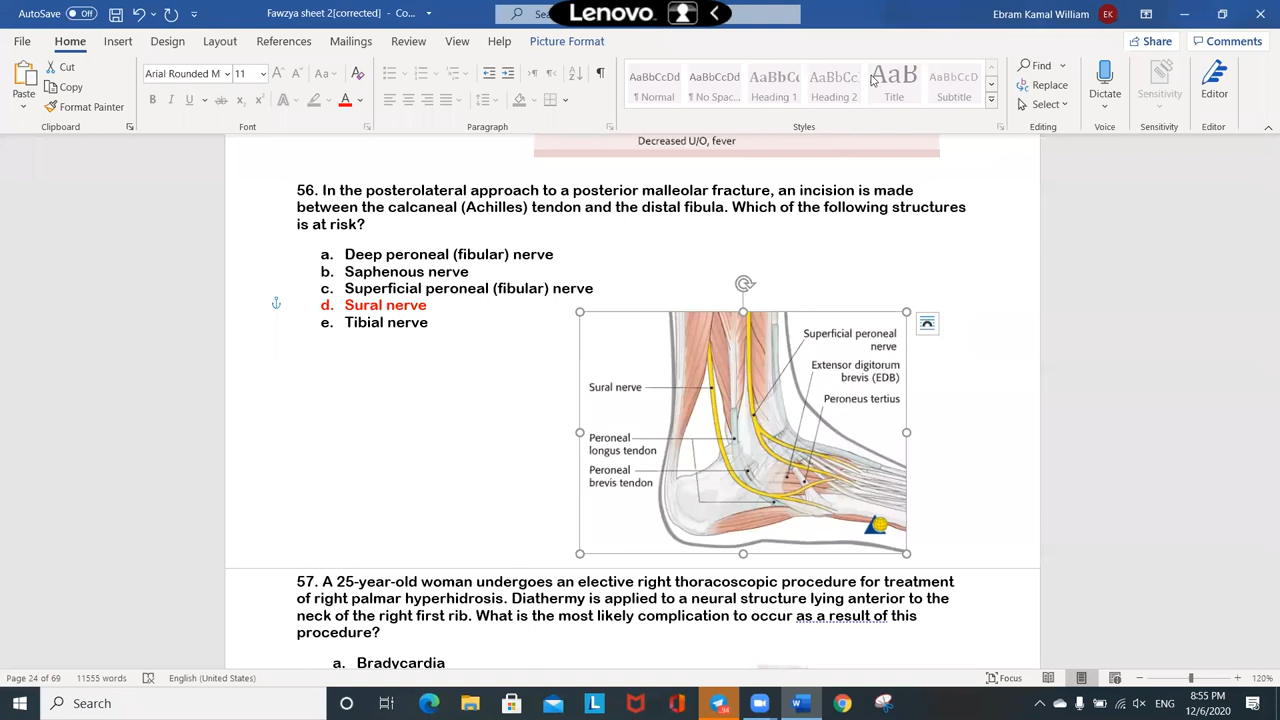 AutoSave Off
Fawzya sheet 2 (corrected)
Sear
Lenovo
Ebram Kamal William
EK
File
Home
Insert
Design
Layout
References
Mailings
Review
View
Help
Picture Format
Share
Comments
Paste
Cut
Copy
Format Painter
Arial Rounded M
11
AaBbCcDd
AaBbCcDd
AaBbCc
AaBbCc
AaB
AaBbCcD
¶ Normal
¶ No Spac...
Heading 1
Heading 2
Title
Subtitle
Find
Replace
Select
Dictate
Sensitivity
Editor
Clipboard
Font
Paragraph
Styles
Editing
Voice
Sensitivity
Editor
Decreased U/O, fever
56. In the posterolateral approach to a posterior malleolar fracture, an incision is made
between the calcaneal (Achilles) tendon and the distal fibula. Which of the following structures
is at risk?
a. Deep peroneal (fibular) nerve
b. Saphenous nerve
c. Superficial peroneal (fibular) nerve
d. Sural nerve
e. Tibial nerve
Superficial peroneal
nerve
Extensor digitorum
brevis (EDB)
Peroneus tertius
Sural nerve
Peroneal
longus tendon
Peroneal
brevis tendon
57. A 25-year-old woman undergoes an elective right thoracoscopic procedure for treatment
of right palmar hyperhidrosis. Diathermy is applied to a neural structure lying anterior to the
neck of the right first rib. What is the most likely complication to occur as a result of this
procedure?
a. Bradycardia
Page 24 of 69
11555 words
English (United States)
Focus
120%
Search
94
8:55 PM
ENG
12/6/2020